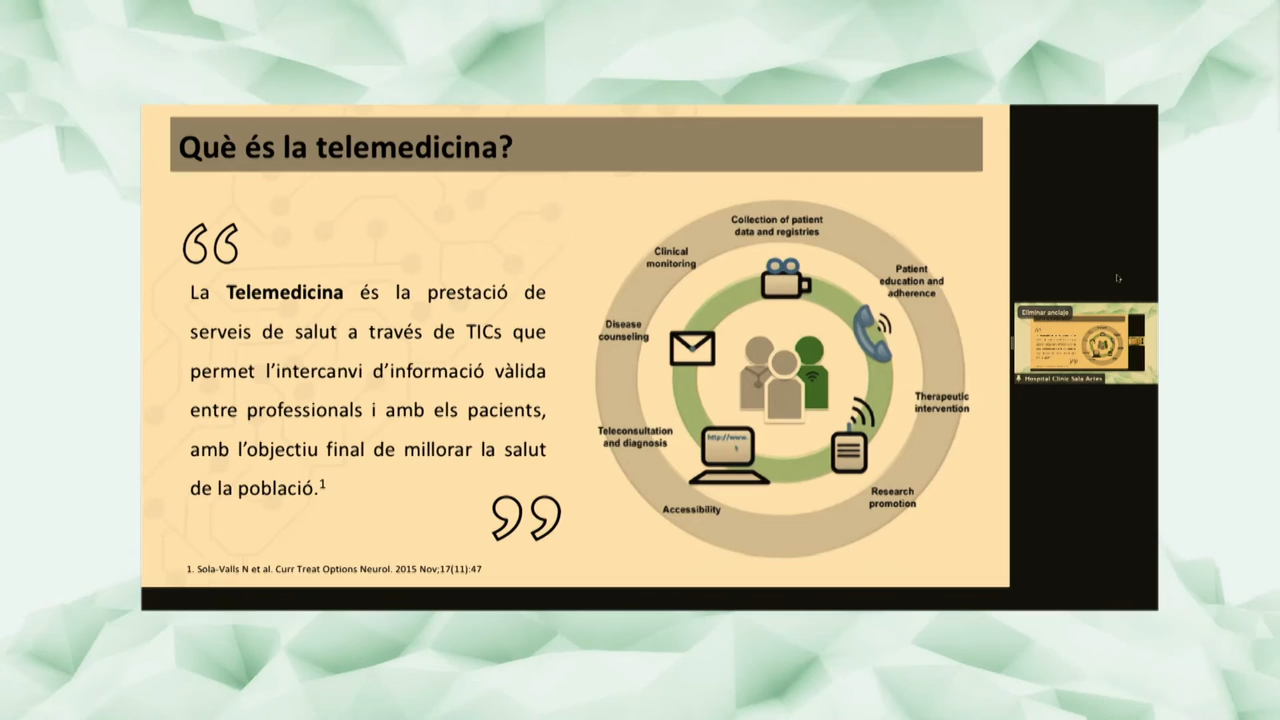 Què és la telemedicina?
La Telemedicina és la prestació de
serveis de salut a través de TICs que
permet l’intercanvi d’informació vàlida
entre professionals i amb els pacients,
amb l’objectiu final de millorar la salut
de la població.¹
1. Sola-Valls N et al. Curr Treat Options Neurol. 2015 Nov;17(11):47
Collection of patient
data and registries
Clinical
monitoring
Patient
education and
adherence
Disease
counseling
Therapeutic
intervention
Teleconsultation
and diagnosis
http://www.
Research
promotion
Accessibility
Eliminar anclaje
Hospital Clínic Sala Actes